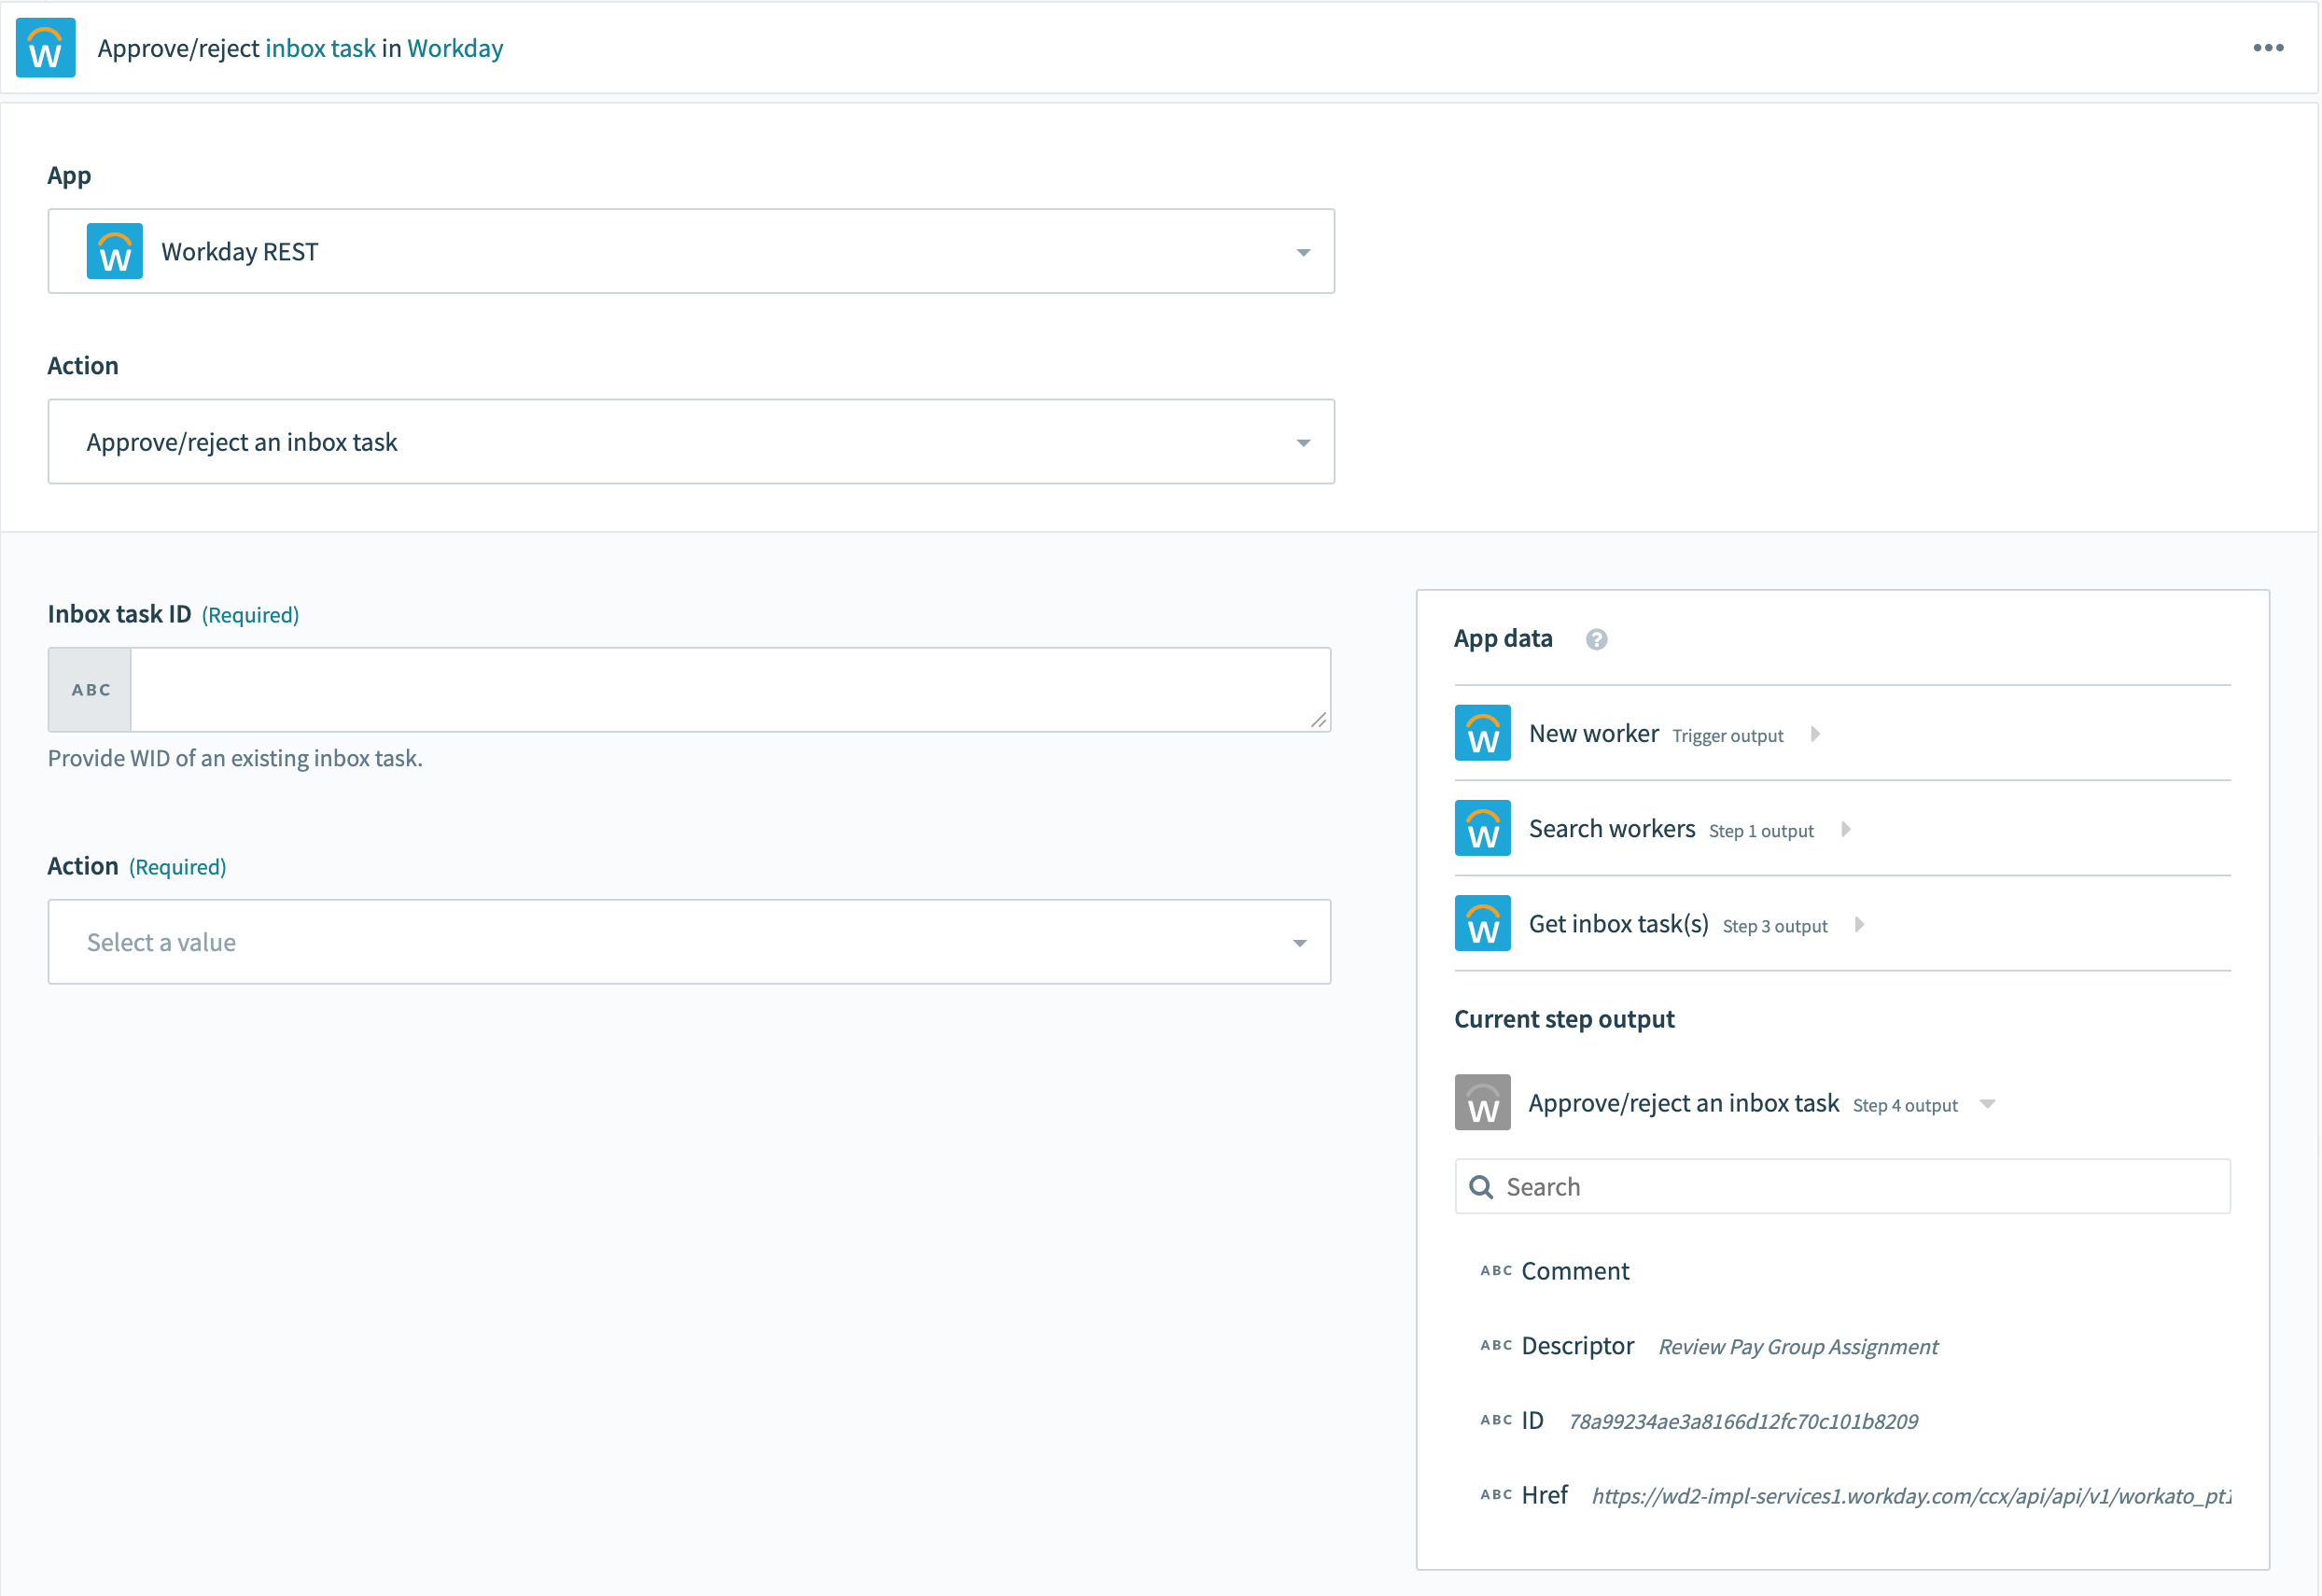 Approve/reject inbox task in Workday
App
Workday REST
Action
Approve/reject an inbox task
Inbox task ID (Required)
ABC
Provide WID of an existing inbox task.
Action (Required)
Select a value
App data ?
New worker Trigger output
Search workers Step 1 output
Get inbox task(s) Step 3 output
Current step output
Approve/reject an inbox task Step 4 output
Search
ABC Comment
ABC Descriptor Review Pay Group Assignment
ABC ID 78a99234ae3a8166d12fc70c101b8209
ABC Href https://wd2-impl-services1.workday.com/ccx/api/api/v1/workato_pt1